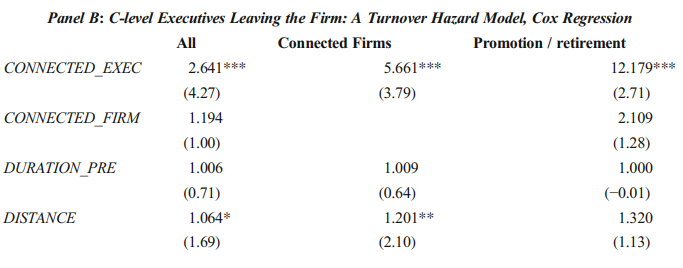 Panel B: C-level Executives Leaving the Firm: A Turnover Hazard Model, Cox Regression
All Connected Firms Promotion / retirement
CONNECTED_EXEC 2.641*** 5.661*** 12.179***
(4.27) (3.79) (2.71)
CONNECTED_FIRM 1.194 2.109
(1.00) (1.28)
DURATION_PRE 1.006 1.009 1.000
(0.71) (0.64) (−0.01)
DISTANCE 1.064* 1.201** 1.320
(1.69) (2.10) (1.13)